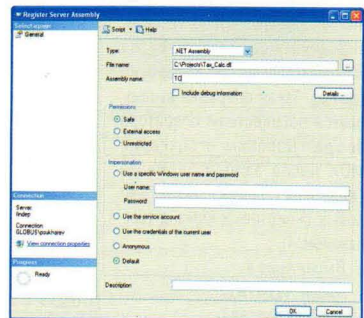 Register Server Assembly
Select a page
General
Script
Help
Type:
.NET Assembly
File name:
C:\Projects\Tax_Calc.dll
...
Assembly name:
TC
Include debug information
Details...
Permissions
Safe
External access
Unrestricted
Impersonation
Use a specific Windows user name and password
User name:
Password:
Use the service account
Use the credentials of the current user
Anonymous
Default
Description
Connection
Server:
Connection:
View connection properties
Progress
Ready
OK
Cancel